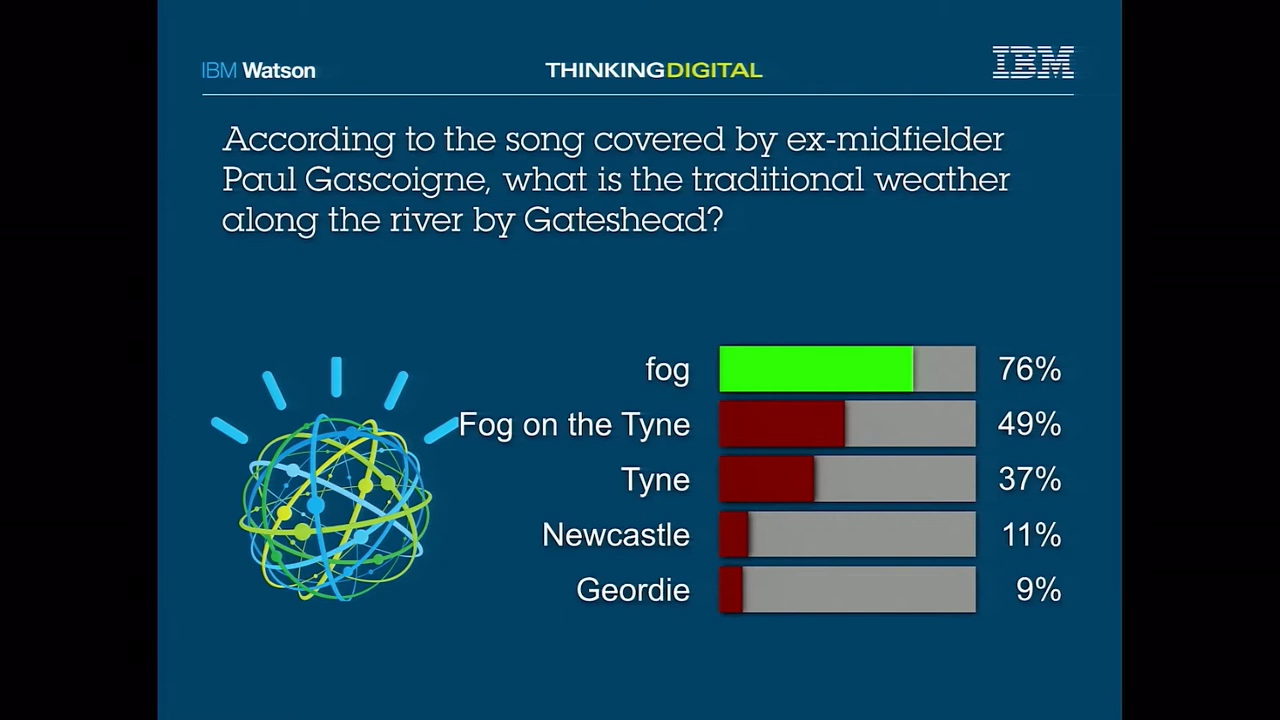 IBM Watson THINKINGDIGITAL IBM
According to the song covered by ex-midfielder
Paul Gascoigne, what is the traditional weather
along the river by Gateshead?
fog 76%
Fog on the Tyne 49%
Tyne 37%
Newcastle 11%
Geordie 9%